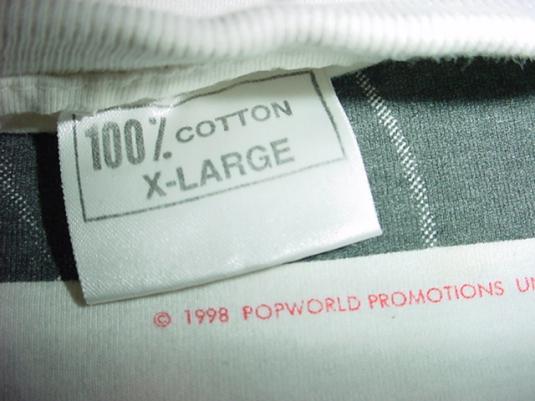 100% COTTON
X-LARGE
© 1998 POPWORLD PROMOTIONS